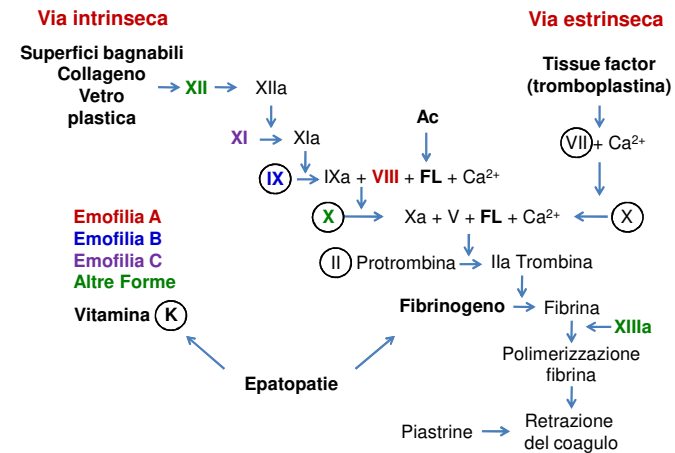 Via intrinseca
Via estrinseca
Superfici bagnabili
Collageno
Vetro
plastica
XII
XIIa
Tissue factor
(tromboplastina)
XI
XIa
Ac
VII + Ca²⁺
IX
IXa + VIII + FL + Ca²⁺
X
Xa + V + FL + Ca²⁺
X
Emofilia A
Emofilia B
Emofilia C
Altre Forme
Vitamina K
II Protrombina
IIa Trombina
Fibrinogeno
Fibrina
XIIIa
Polimerizzazione
fibrina
Epatopatie
Piastrine
Retrazione
del coagulo